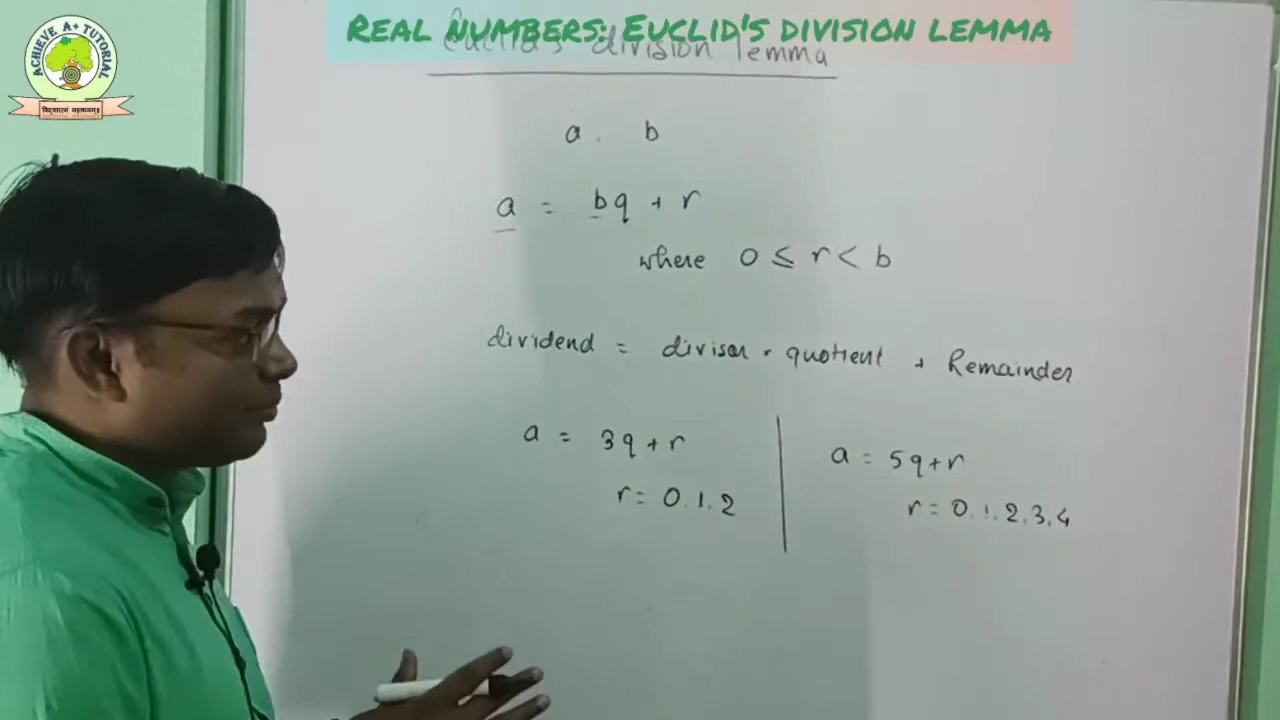 ACHIEVE A+ TUTORIAL
REAL NUMBERS: EUCLID'S DIVISION LEMMA
Euclid's division lemma
a . b
a = bq + r
where 0 ≤ r < b
dividend = divisor × quotient + Remainder
a = 3q + r
r = 0, 1, 2
a = 5q + r
r = 0, 1, 2, 3, 4